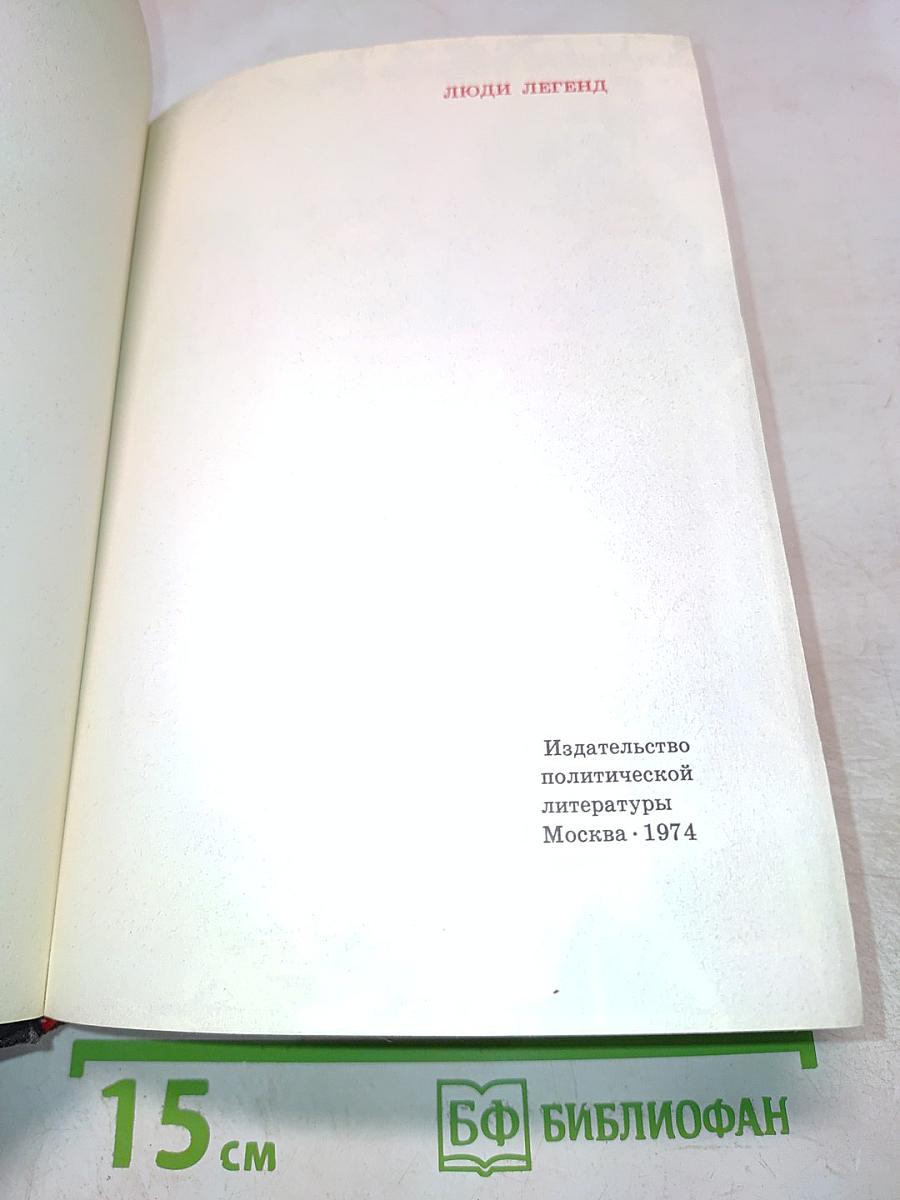 ЛЮДИ ЛЕГЕНД
Издательство
политической
литературы
Москва · 1974
15 см
БФ БИБЛИОФАН